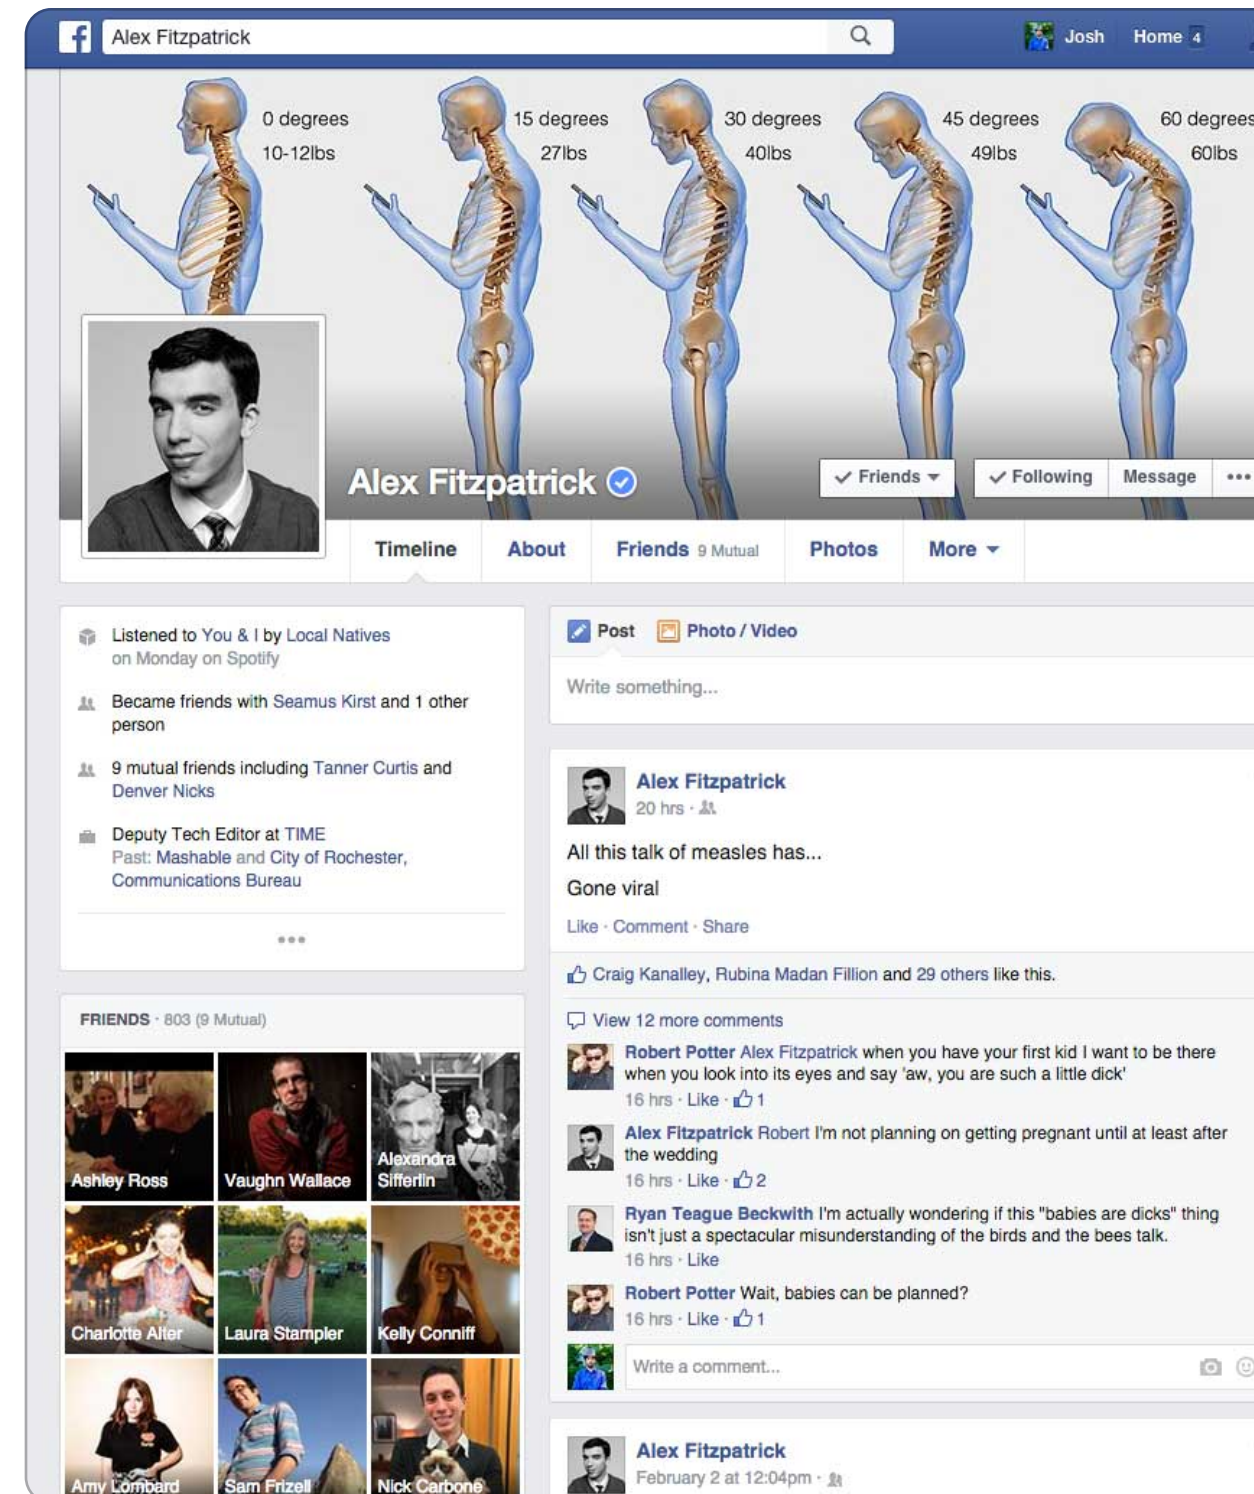 Alex Fitzpatrick
Josh
Home 4
0 degrees
10-12lbs
15 degrees
27lbs
30 degrees
40lbs
45 degrees
49lbs
60 degrees
60lbs
Alex Fitzpatrick
Friends
Following
Message
Timeline
About
Friends 9 Mutual
Photos
More
Listened to You & I by Local Natives
on Monday on Spotify
Became friends with Seamus Kirst and 1 other
person
9 mutual friends including Tanner Curtis and
Denver Nicks
Deputy Tech Editor at TIME
Past: Mashable and City of Rochester,
Communications Bureau
FRIENDS · 803 (9 Mutual)
Ashley Ross
Vaughn Wallace
Alexandra
Sifferlin
Charlotte Alter
Laura Stampler
Kelly Conniff
Amy Lombard
Sam Frizell
Nick Carbone
Post
Photo / Video
Write something...
Alex Fitzpatrick
20 hrs ·
All this talk of measles has...
Gone viral
Like · Comment · Share
Craig Kanalley, Rubina Madan Fillion and 29 others like this.
View 12 more comments
Robert Potter Alex Fitzpatrick when you have your first kid I want to be there
when you look into its eyes and say 'aw, you are such a little dick'
16 hrs · Like · 1
Alex Fitzpatrick Robert I'm not planning on getting pregnant until at least after
the wedding
16 hrs · Like · 2
Ryan Teague Beckwith I'm actually wondering if this "babies are dicks" thing
isn't just a spectacular misunderstanding of the birds and the bees talk.
16 hrs · Like
Robert Potter Wait, babies can be planned?
16 hrs · Like · 1
Write a comment...
Alex Fitzpatrick
February 2 at 12:04pm ·